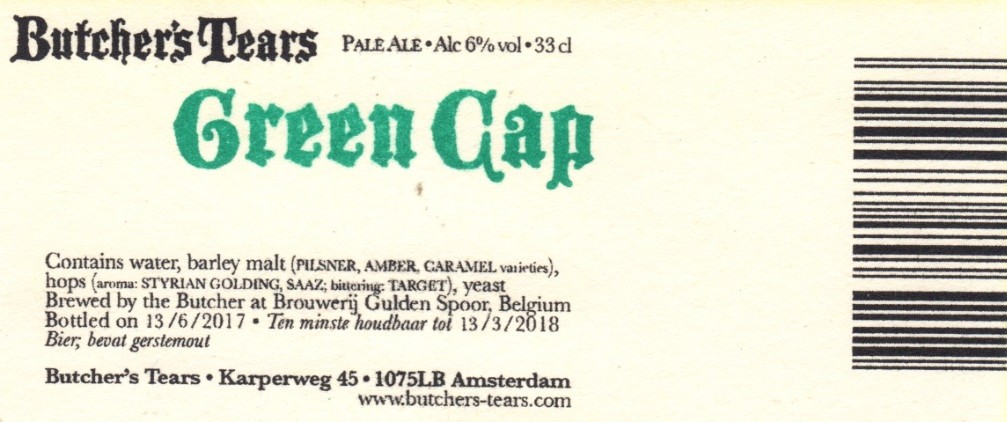 Butcher's Tears PALE ALE • Alc 6% vol • 33 cl
Green Cap
Contains water, barley malt (PILSNER, AMBER, CARAMEL varieties),
hops (aroma: STYRIAN GOLDING, SAAZ; bittering: TARGET), yeast
Brewed by the Butcher at Brouwerij Gulden Spoor, Belgium
Bottled on 13/6/2017 • Ten minste houdbaar tot 13/3/2018
Bier; bevat gerstemout
Butcher's Tears • Karperweg 45 • 1075LB Amsterdam
www.butchers-tears.com